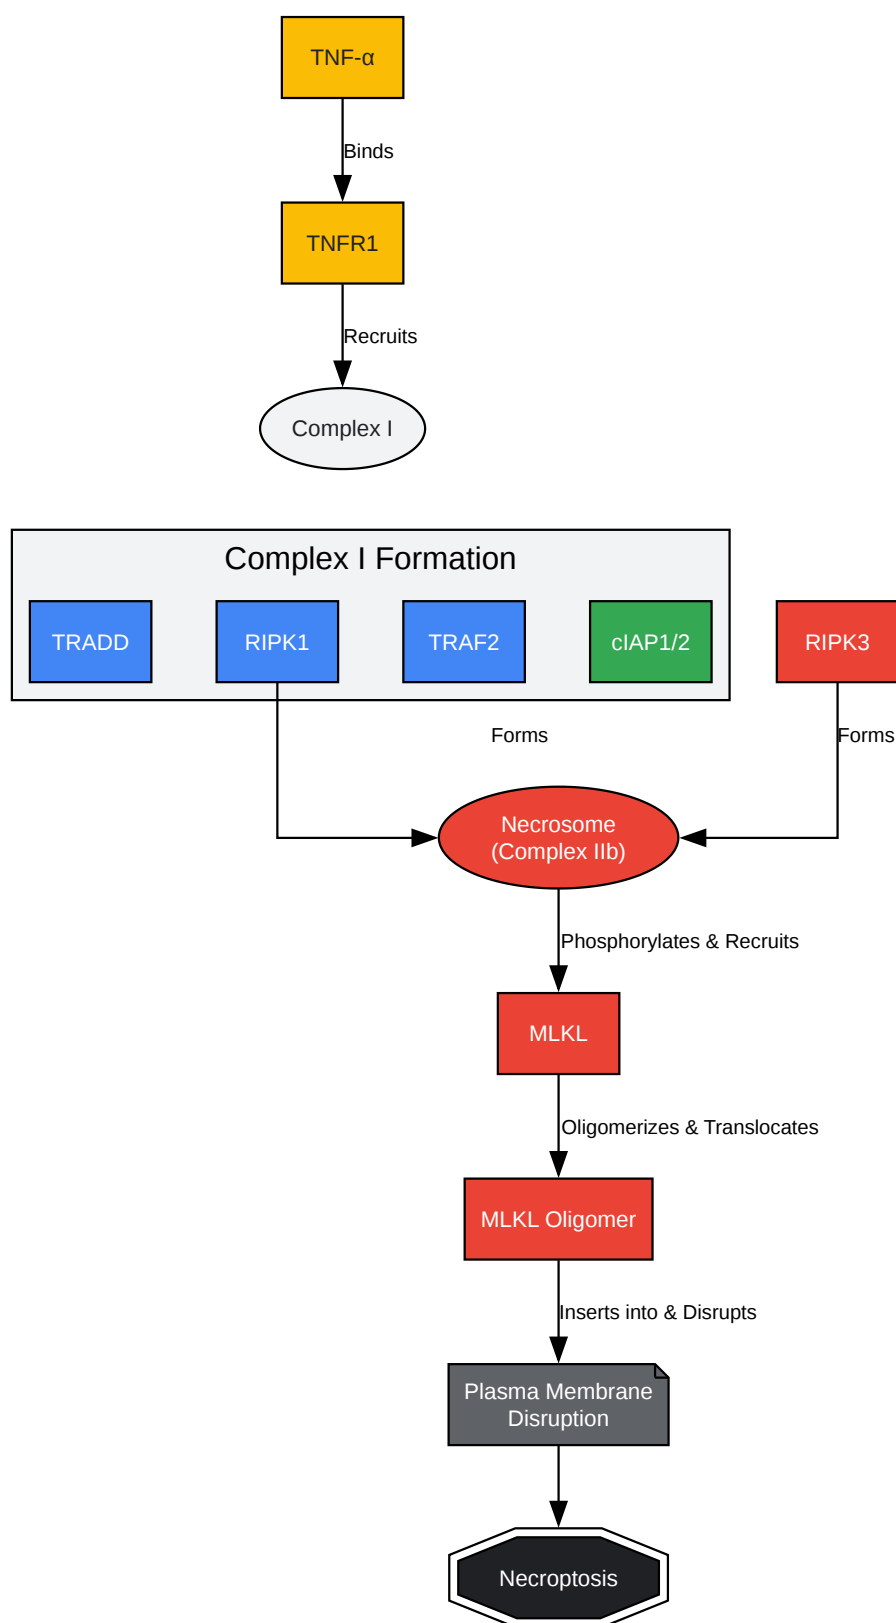 TNF-α
Binds
TNFR1
Recruits
Complex I
Complex I Formation
TRADD
RIPK1
TRAF2
cIAP1/2
RIPK3
Forms
Forms
Necrosome
(Complex IIb)
Phosphorylates & Recruits
MLKL
Oligomerizes & Translocates
MLKL Oligomer
Inserts into & Disrupts
Plasma Membrane
Disruption
Necroptosis